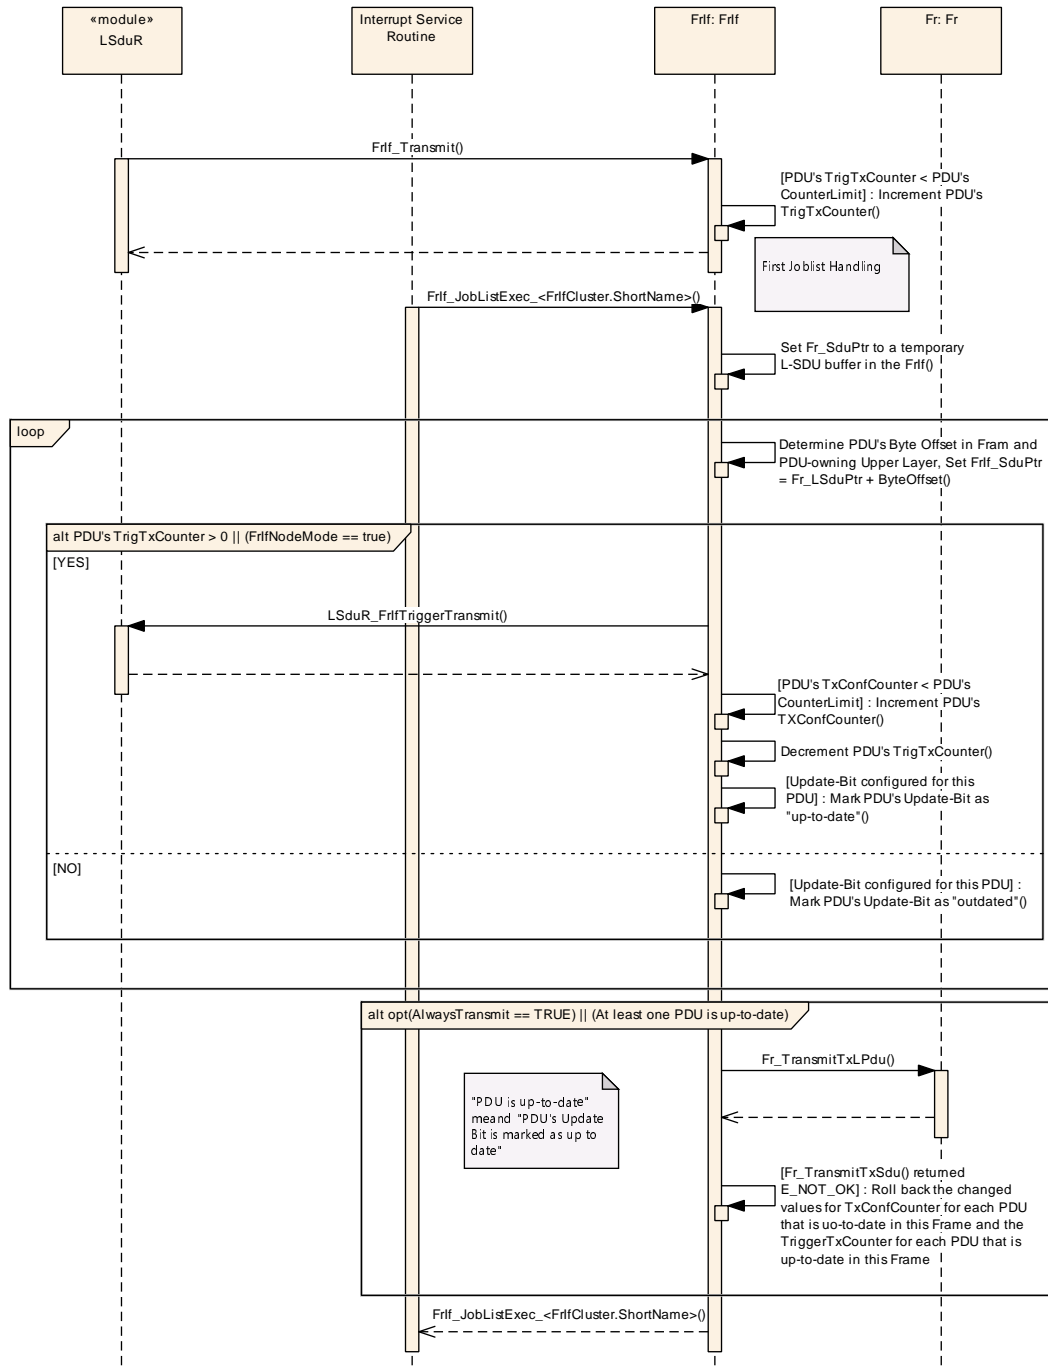 «module»
LSduR
Interrupt Service
Routine
FrIf: FrIf
Fr: Fr
FrIf_Transmit()
[PDU's TrigTxCounter < PDU's
CounterLimit] : Increment PDU's
TrigTxCounter()
First Joblist Handling
FrIf_JobListExec_<FrIfCluster.ShortName>()
Set Fr_SduPtr to a temporary
L-SDU buffer in the FrIf()
loop
Determine PDU's Byte Offset in Fram and
PDU-owning Upper Layer, Set FrIf_SduPtr
= Fr_LSduPtr + ByteOffset()
alt PDU's TrigTxCounter > 0 || (FrIfNodeMode == true)
[YES]
LSduR_FrIfTriggerTransmit()
[PDU's TxConfCounter < PDU's
CounterLimit] : Increment PDU's
TXConfCounter()
Decrement PDU's TrigTxCounter()
[Update-Bit configured for this
PDU] : Mark PDU's Update-Bit as
"up-to-date"()
[NO]
[Update-Bit configured for this PDU] :
Mark PDU's Update-Bit as "outdated"()
alt opt(AlwaysTransmit == TRUE) || (At least one PDU is up-to-date)
Fr_TransmitTxLPdu()
"PDU is up-to-date"
meand "PDU's Update
Bit is marked as up to
date"
[Fr_TransmitTxSdu() returned
E_NOT_OK] : Roll back the changed
values for TxConfCounter for each PDU
that is uo-to-date in this Frame and the
TriggerTxCounter for each PDU that is
up-to-date in this Frame
FrIf_JobListExec_<FrIfCluster.ShortName>()